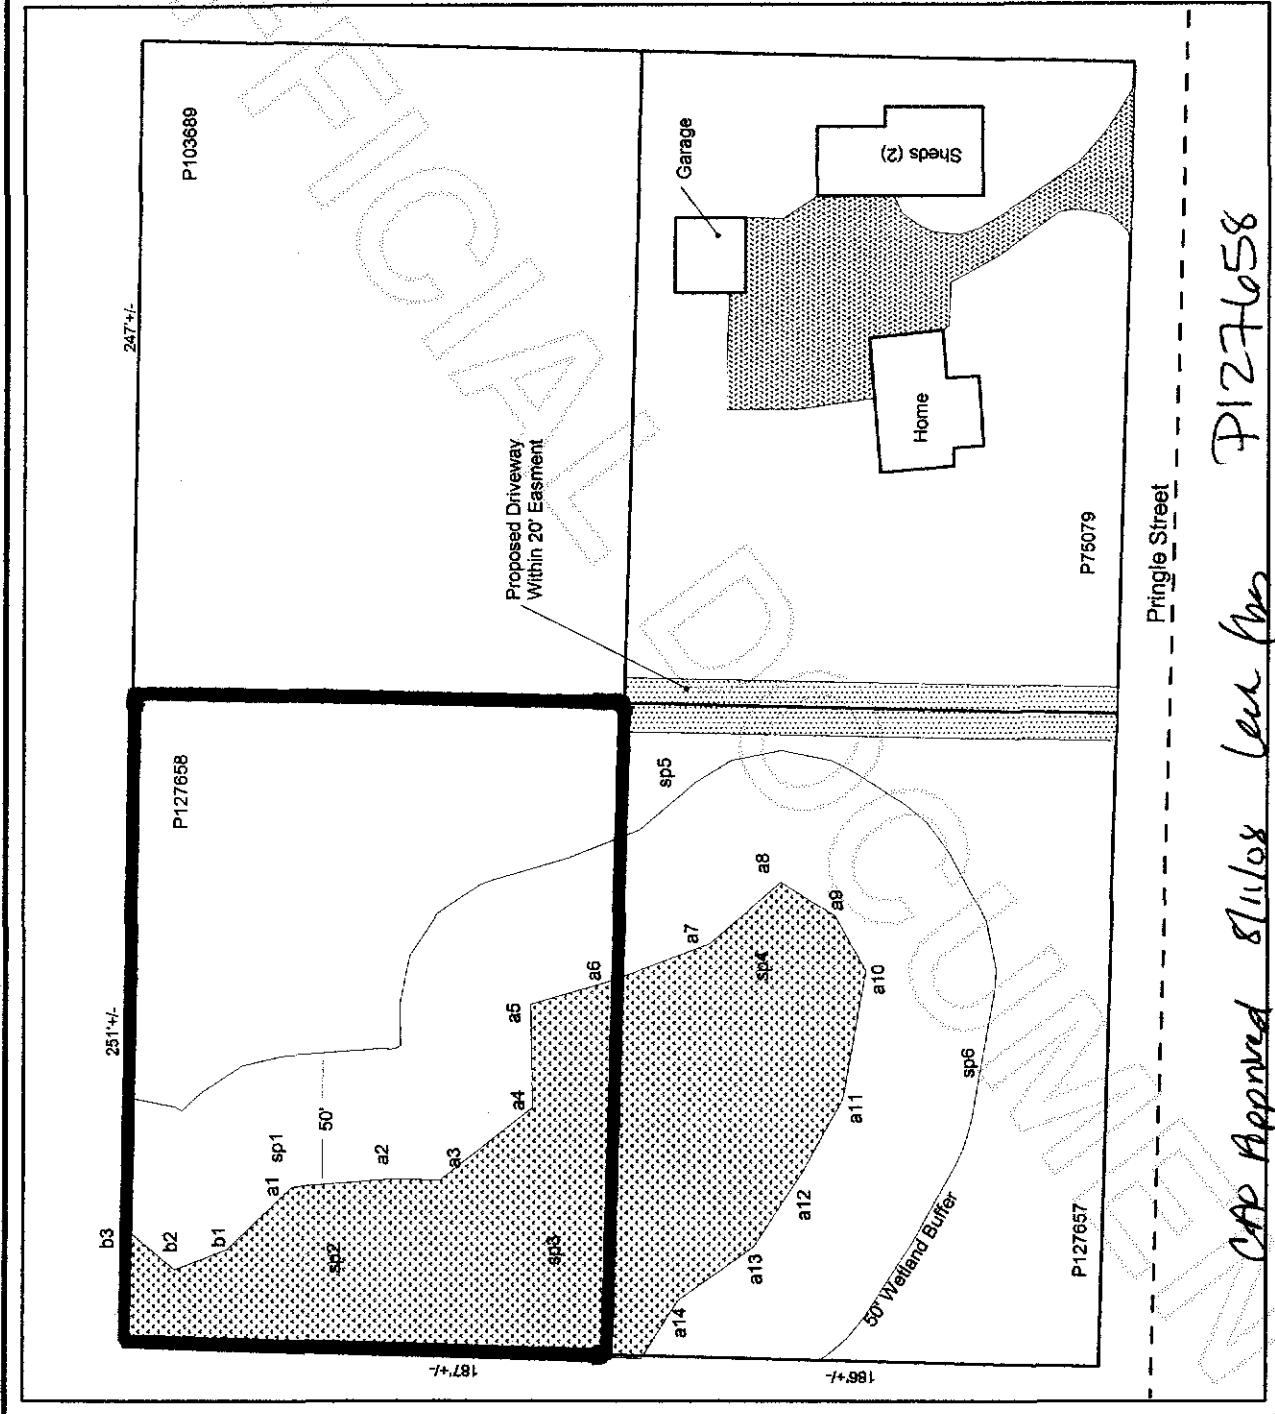 P103689
247'+/-
Garage
Sheds (2)
Home
Proposed Driveway
Within 20' Easment
P75079
Pringle Street
P127658
251'+/-
b3
b2
b1
a1
sp1
50'
a2
a3
a4
a5
a6
a7
a8
a9
a10
a11
a12
a13
a14
sp2
sp3
sp4
sp5
sp6
50' Wetland Buffer
P127657
187'+/-
186'+/-
CAP Approved 8/11/08
P127658
FICIAL DOCUMEN